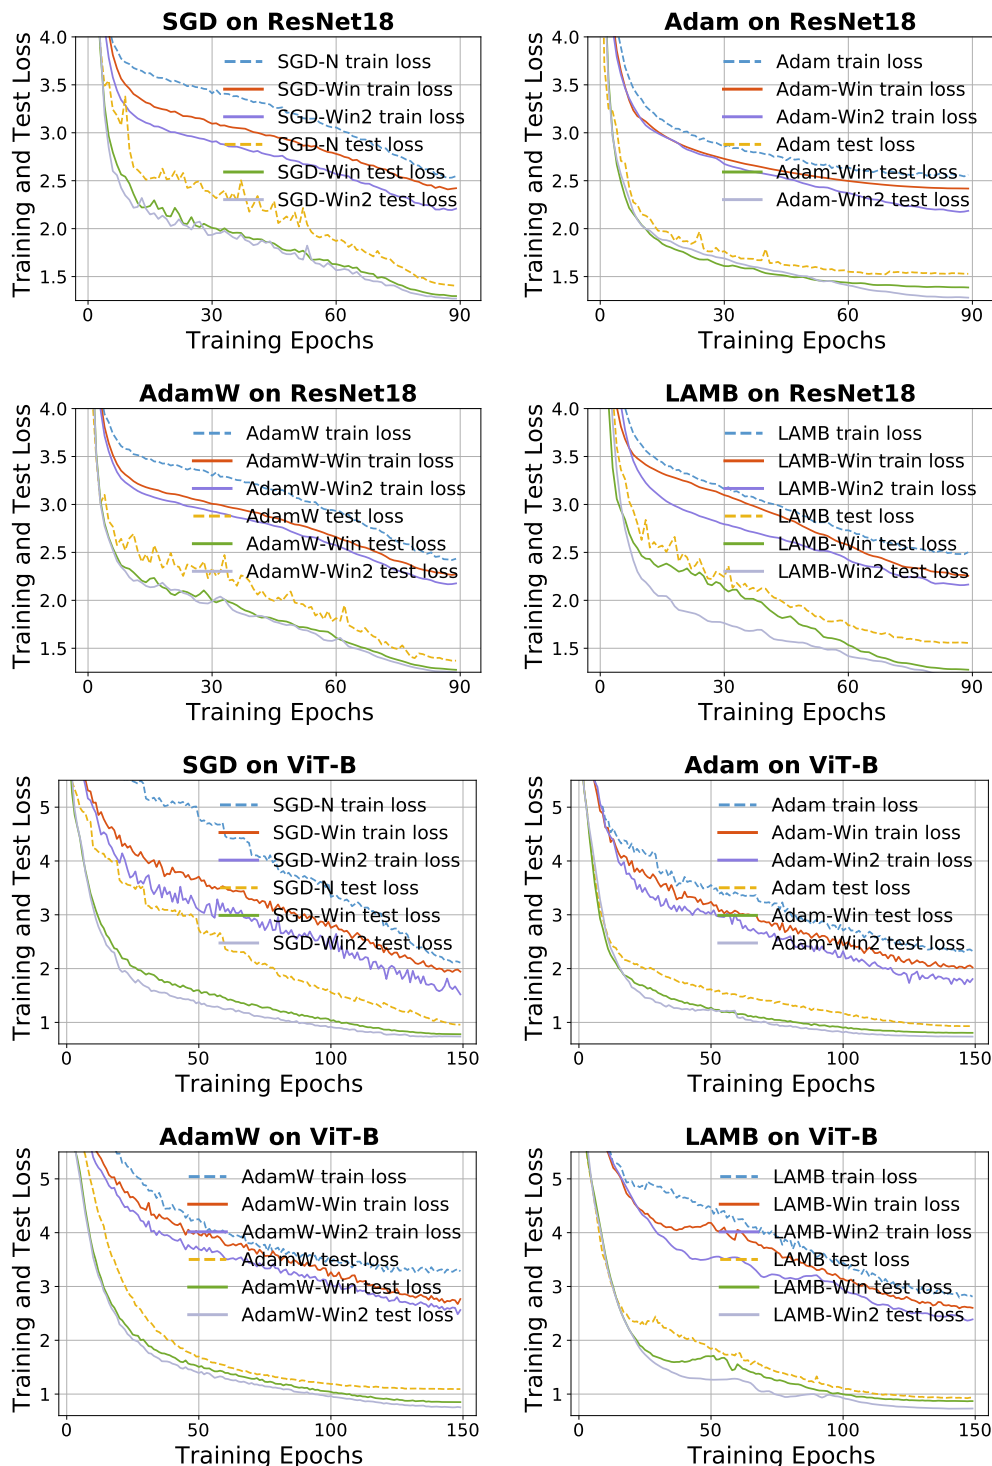 SGD on ResNet18
Training and Test Loss
4.0
3.5
3.0
2.5
2.0
1.5
SGD-N train loss
SGD-Win train loss
SGD-Win2 train loss
SGD-N test loss
SGD-Win test loss
SGD-Win2 test loss
0 30 60 90
Training Epochs
Adam on ResNet18
Training and Test Loss
4.0
3.5
3.0
2.5
2.0
1.5
Adam train loss
Adam-Win train loss
Adam-Win2 train loss
Adam test loss
Adam-Win test loss
Adam-Win2 test loss
0 30 60 90
Training Epochs
AdamW on ResNet18
Training and Test Loss
4.0
3.5
3.0
2.5
2.0
1.5
AdamW train loss
AdamW-Win train loss
AdamW-Win2 train loss
AdamW test loss
AdamW-Win test loss
AdamW-Win2 test loss
0 30 60 90
Training Epochs
LAMB on ResNet18
Training and Test Loss
4.0
3.5
3.0
2.5
2.0
1.5
LAMB train loss
LAMB-Win train loss
LAMB-Win2 train loss
LAMB test loss
LAMB-Win test loss
LAMB-Win2 test loss
0 30 60 90
Training Epochs
SGD on ViT-B
Training and Test Loss
5
4
3
2
1
SGD-N train loss
SGD-Win train loss
SGD-Win2 train loss
SGD-N test loss
SGD-Win test loss
SGD-Win2 test loss
0 50 100 150
Training Epochs
Adam on ViT-B
Training and Test Loss
5
4
3
2
1
Adam train loss
Adam-Win train loss
Adam-Win2 train loss
Adam test loss
Adam-Win test loss
Adam-Win2 test loss
0 50 100 150
Training Epochs
AdamW on ViT-B
Training and Test Loss
5
4
3
2
1
AdamW train loss
AdamW-Win train loss
AdamW-Win2 train loss
AdamW test loss
AdamW-Win test loss
AdamW-Win2 test loss
0 50 100 150
Training Epochs
LAMB on ViT-B
Training and Test Loss
5
4
3
2
1
LAMB train loss
LAMB-Win train loss
LAMB-Win2 train loss
LAMB test loss
LAMB-Win test loss
LAMB-Win2 test loss
0 50 100 150
Training Epochs